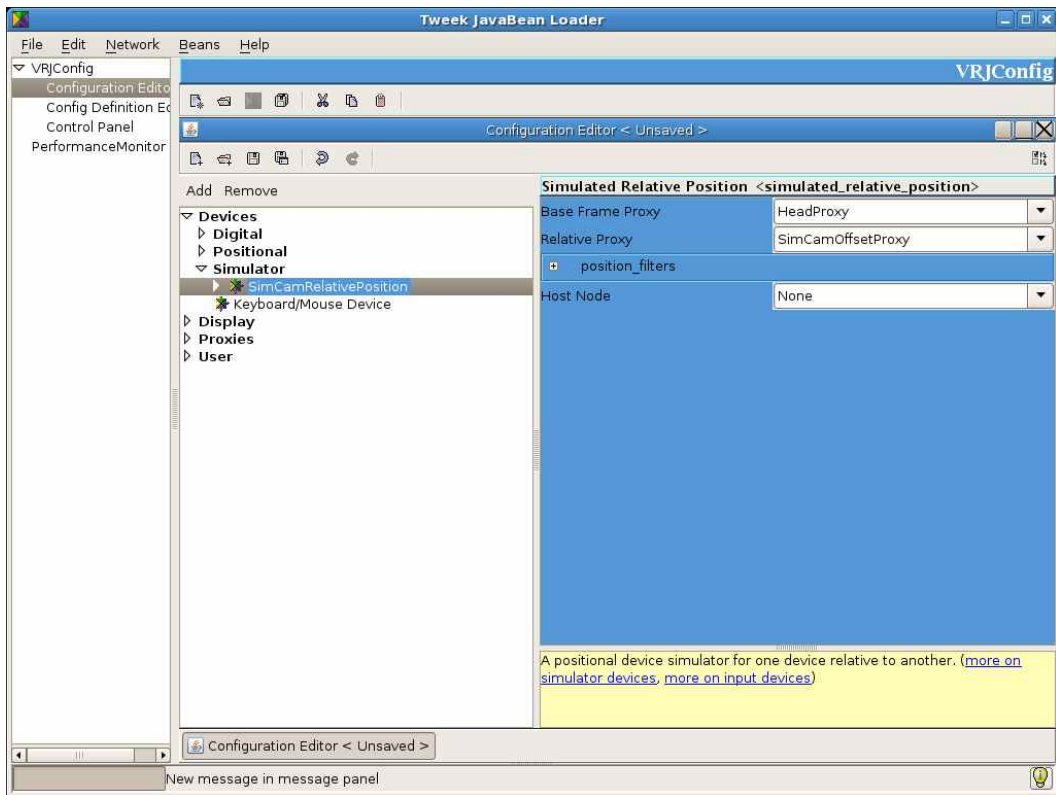 Tweek JavaBean Loader
File Edit Network Beans Help
VRJConfig
Configuration Edito
Config Definition Ec
Control Panel
PerformanceMonitor
VRJConfig
Configuration Editor < Unsaved >
Add Remove
Devices
Digital
Positional
Simulator
SimCamRelativePosition
Keyboard/Mouse Device
Display
Proxies
User
Simulated Relative Position <simulated_relative_position>
Base Frame Proxy HeadProxy
Relative Proxy SimCamOffsetProxy
position_filters
Host Node None
A positional device simulator for one device relative to another. (more on
simulator devices, more on input devices)
Configuration Editor < Unsaved >
New message in message panel